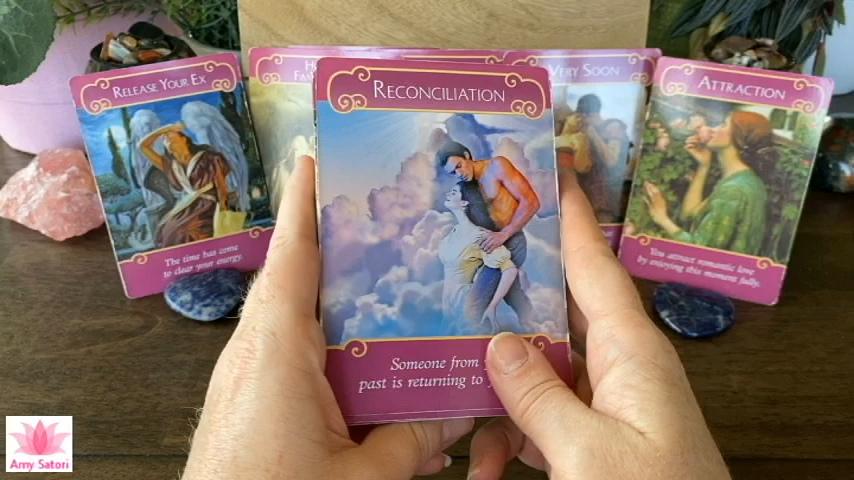 RELEASE YOUR EX
The time has come
to clear your energy.
RECONCILIATION
Someone from
past is returning to
VERY SOON
ATTRACTION
You attract romantic love
by enjoying this moment fully.
Amy Satori